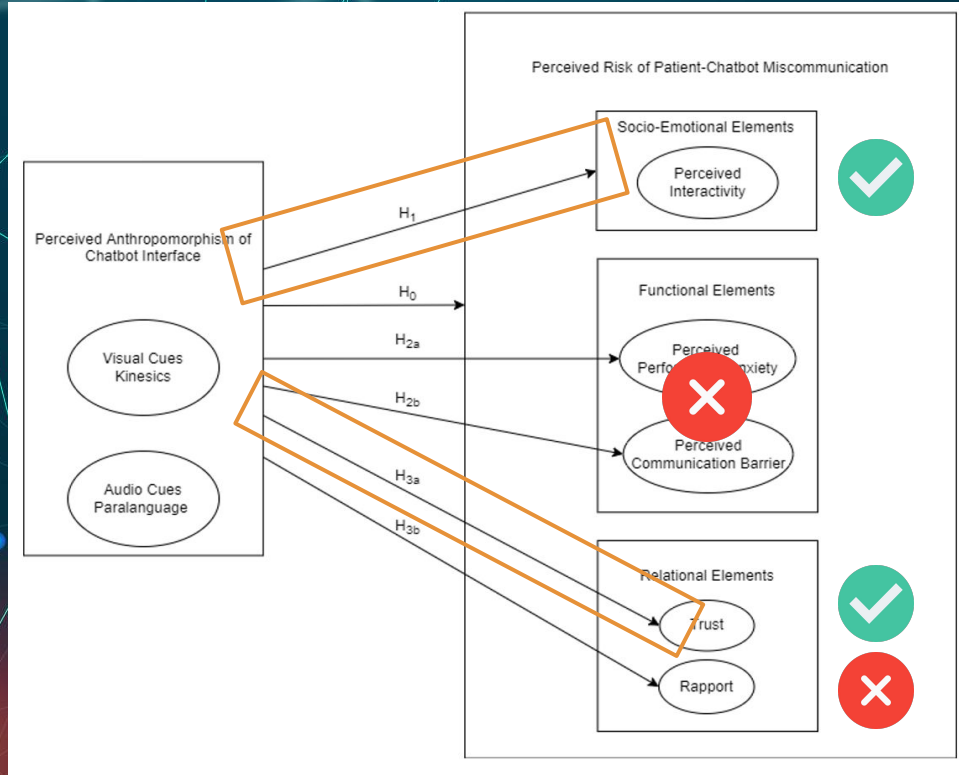 Perceived Risk of Patient-Chatbot Miscommunication
Socio-Emotional Elements
Perceived
Interactivity
H1
Perceived Anthropomorphism of
Chatbot Interface
H0
Functional Elements
H2a
Perceived
Visual Cues
Kinesics
H2b
Perceived
Communication Barrier
Audio Cues
Paralanguage
H3a
H3b
Relational Elements
Trust
Rapport